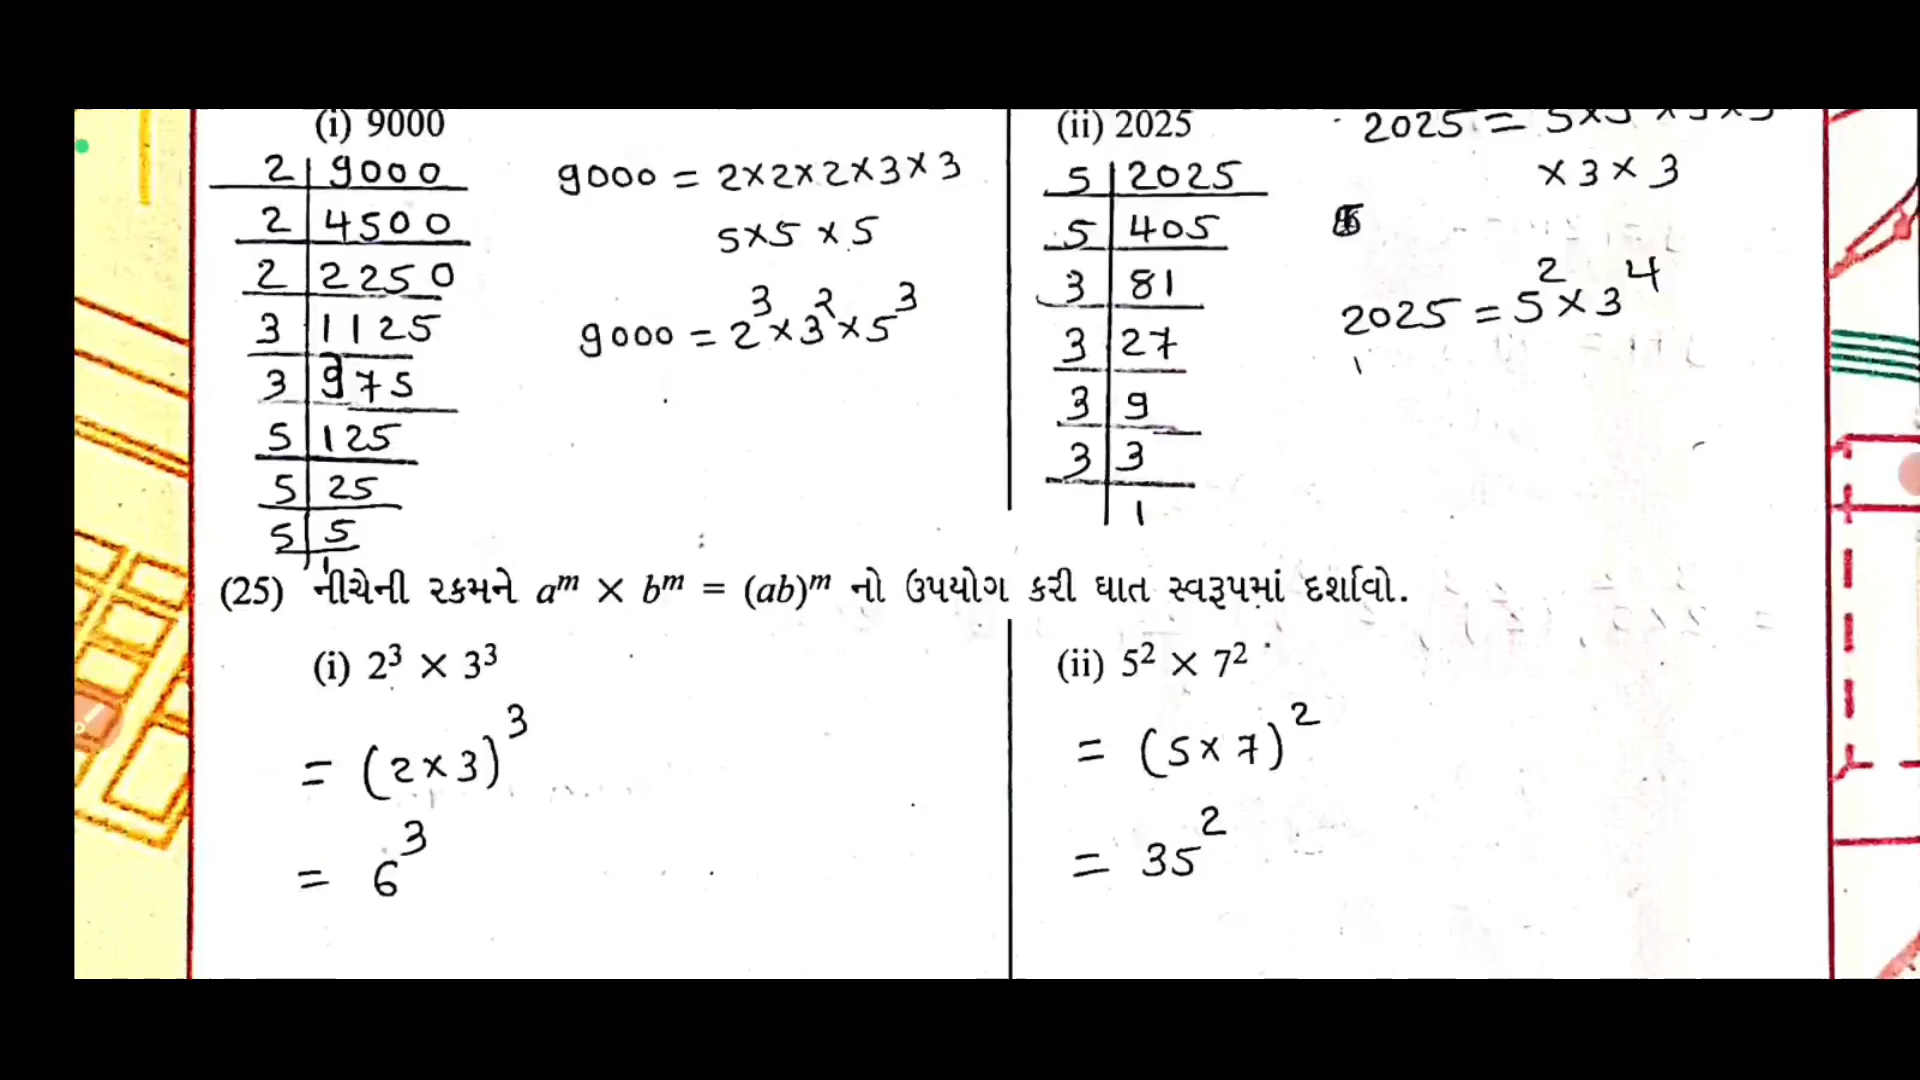 (i) 9000
2 | 9000
2 | 4500
2 | 2250
3 | 1125
3 | 975
5 | 125
5 | 25
5 | 5
1
9000 = 2×2×2×3×3
5×5×5
9000 = 2³×3²×5³
(ii) 2025
5 | 2025
5 | 405
3 | 81
3 | 27
3 | 9
3 | 3
1
2025 = 5×5×3×3
×3×3
2025 = 5²×3⁴
(25) નીચેની રકમને aᵐ × bᵐ = (ab)ᵐ નો ઉપયોગ કરી ઘાત સ્વરૂપમાં દર્શાવો.
(i) 2³ × 3³
= (2×3)³
= 6³
(ii) 5² × 7²
= (5×7)²
= 35²